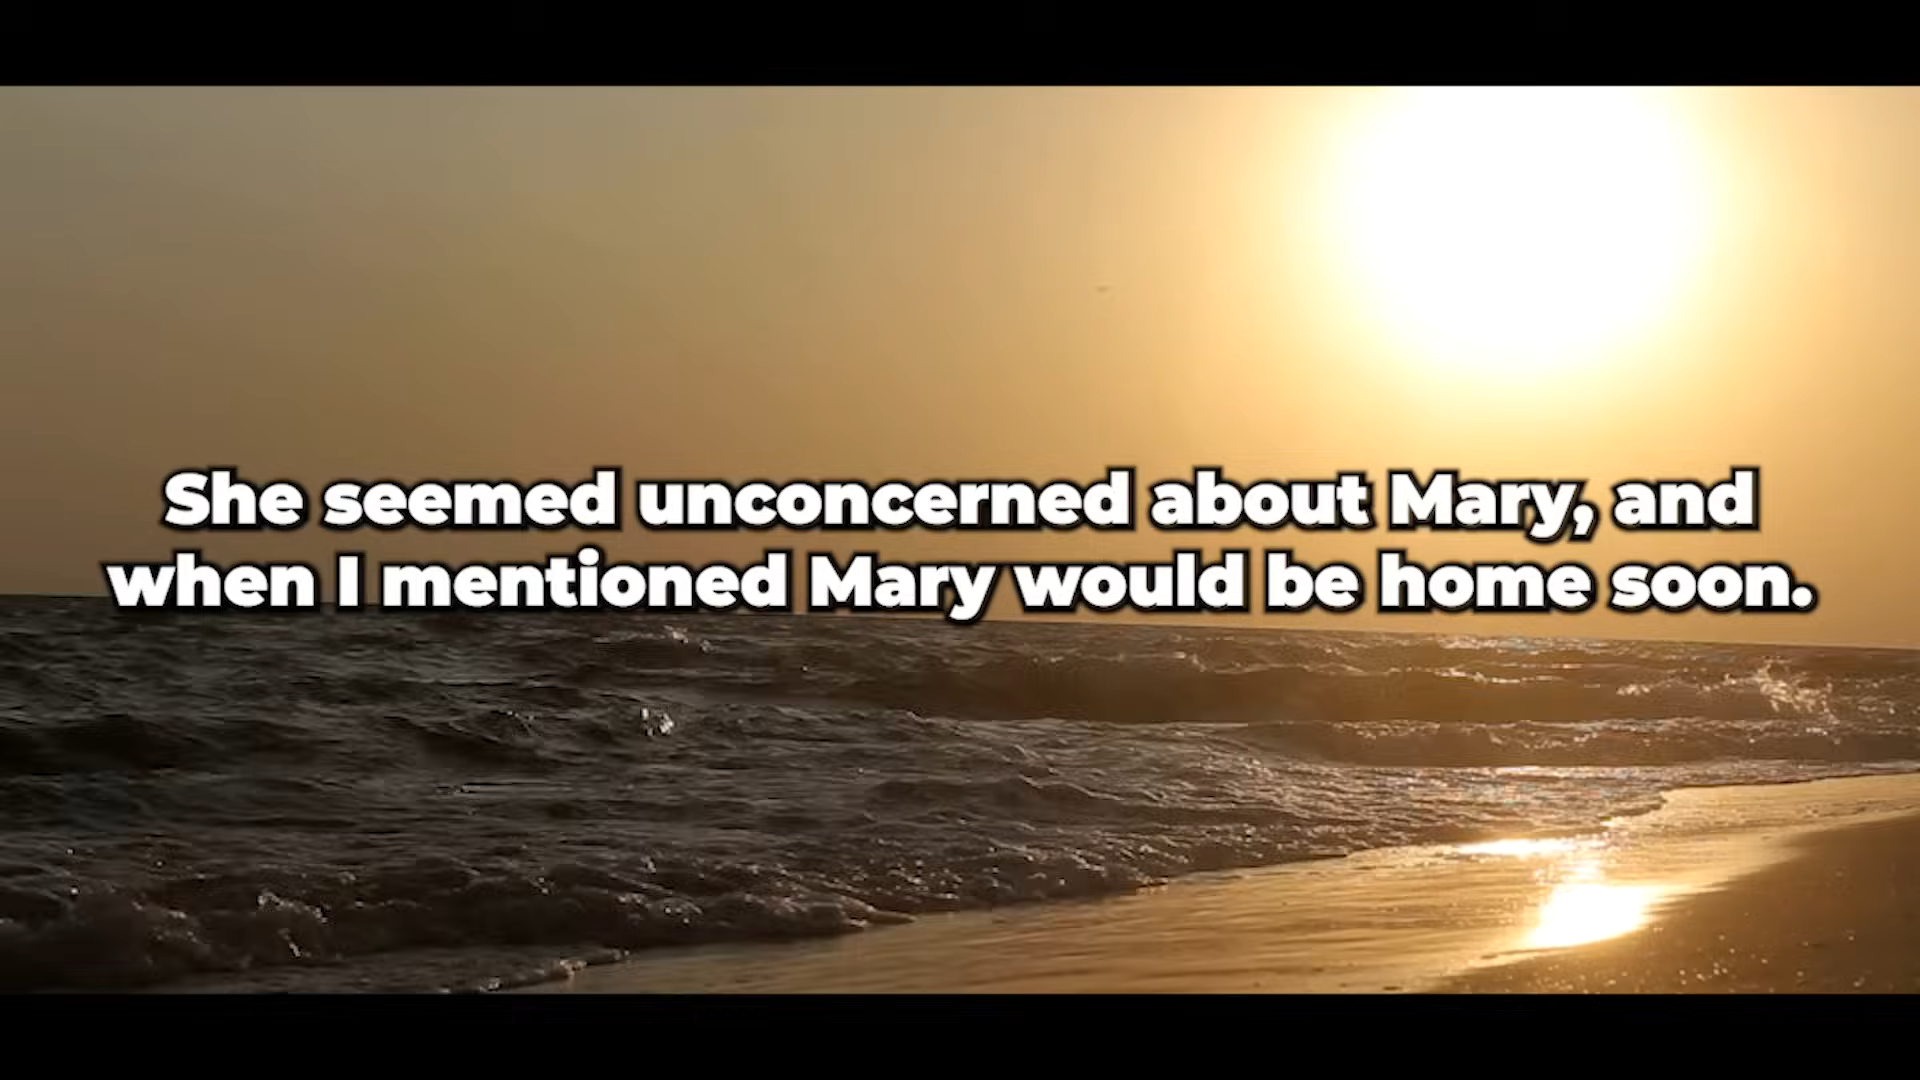 She seemed unconcerned about Mary, and
when I mentioned Mary would be home soon.